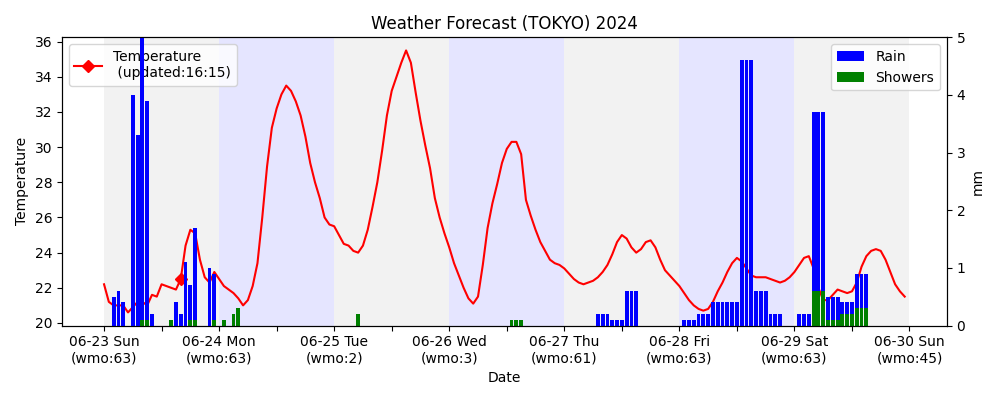 Weather Forecast (TOKYO) 2024
Temperature
(updated:16:15)
Rain
Showers
Temperature
36
34
32
30
28
26
24
22
20
5
4
3
2
1
0
mm
06-23 Sun
(wmo:63)
06-24 Mon
(wmo:63)
06-25 Tue
(wmo:2)
06-26 Wed
(wmo:3)
06-27 Thu
(wmo:61)
06-28 Fri
(wmo:63)
06-29 Sat
(wmo:63)
06-30 Sun
(wmo:45)
Date